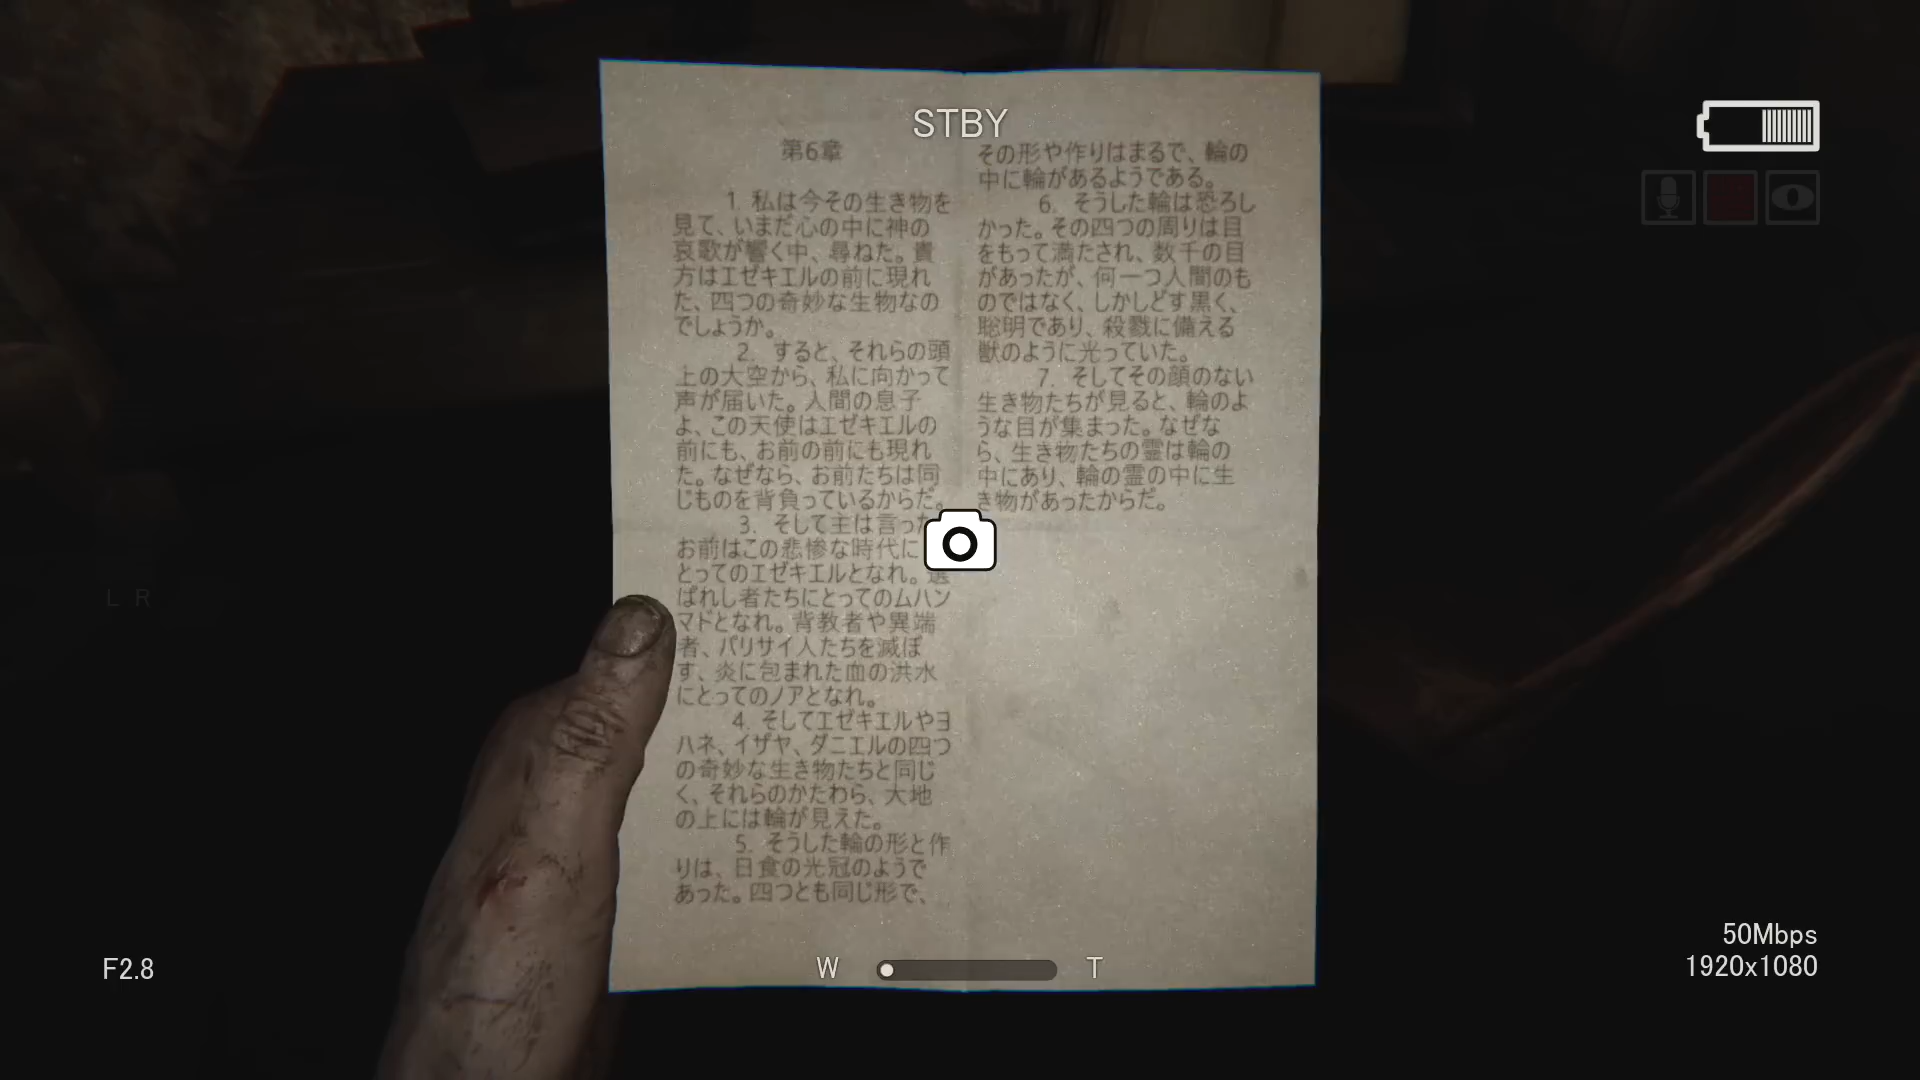 STBY
第6章
1. 私は今その生き物を
見て、いまだ心の中に神の
哀歌が響く中、尋ねた。貴
方はエゼキエルの前に現れ
た、四つの奇妙な生物なの
でしょうか。
2. すると、それらの頭
上の大空から、私に向かって
声が届いた。人間の息子
よ、この天使はエゼキエルの
前にも、お前の前にも現れ
た。なぜなら、お前たちは同
じものを背負っているからだ。
3. そして主は言った
お前はこの悲惨な時代に
とってのエゼキエルとなれ。選
ばれし者たちにとってのムハン
マドとなれ。背教者や異端
者、パリサイ人たちを滅ぼ
す、炎に包まれた血の洪水
にとってのノアとなれ。
4. そしてエゼキエルやヨ
ハネ、イザヤ、ダニエルの四つ
の奇妙な生き物たちと同じ
く、それらのかたわら、大地
の上には輪が見えた。
5. そうした輪の形と作
りは、日食の光冠のようで
あった。四つとも同じ形で、
その形や作りはまるで、輪の
中に輪があるようである。
6. そうした輪は恐ろし
かった。その四つの周りは目
をもって満たされ、数千の目
があったが、何一つ人間のも
のではなく、しかしどす黒く、
聡明であり、殺戮に備える
獣のように光っていた。
7. そしてその顔のない
生き物たちが見ると、輪のよ
うな目が集まった。なぜな
ら、生き物たちの霊は輪の
中にあり、輪の霊の中に生
き物があったからだ。
L R
F2.8
W T
50Mbps
1920x1080